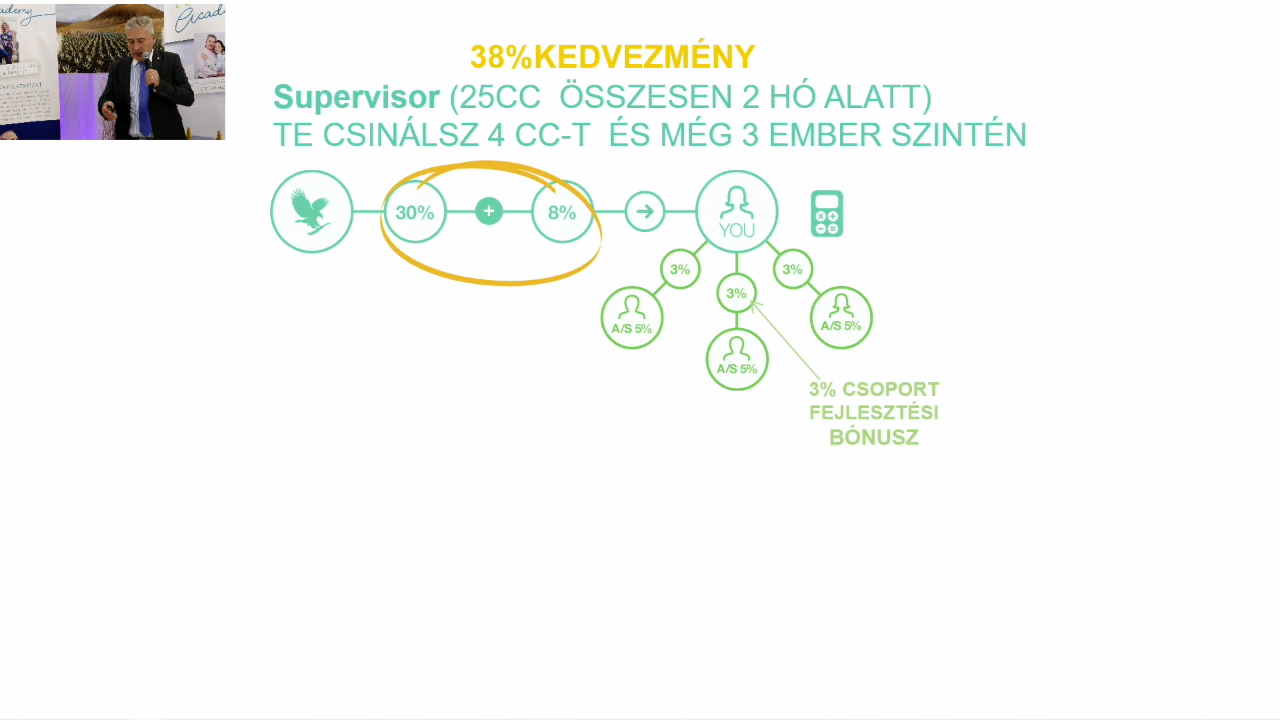 38%KEDVEZMÉNY
Supervisor (25CC ÖSSZESEN 2 HÓ ALATT)
TE CSINÁLSZ 4 CC-T ÉS MÉG 3 EMBER SZINTÉN
30%
+
8%
YOU
3%
3%
3%
A/S 5%
A/S 5%
A/S 5%
3% CSOPORT
FEJLESZTÉSI
BÓNUSZ